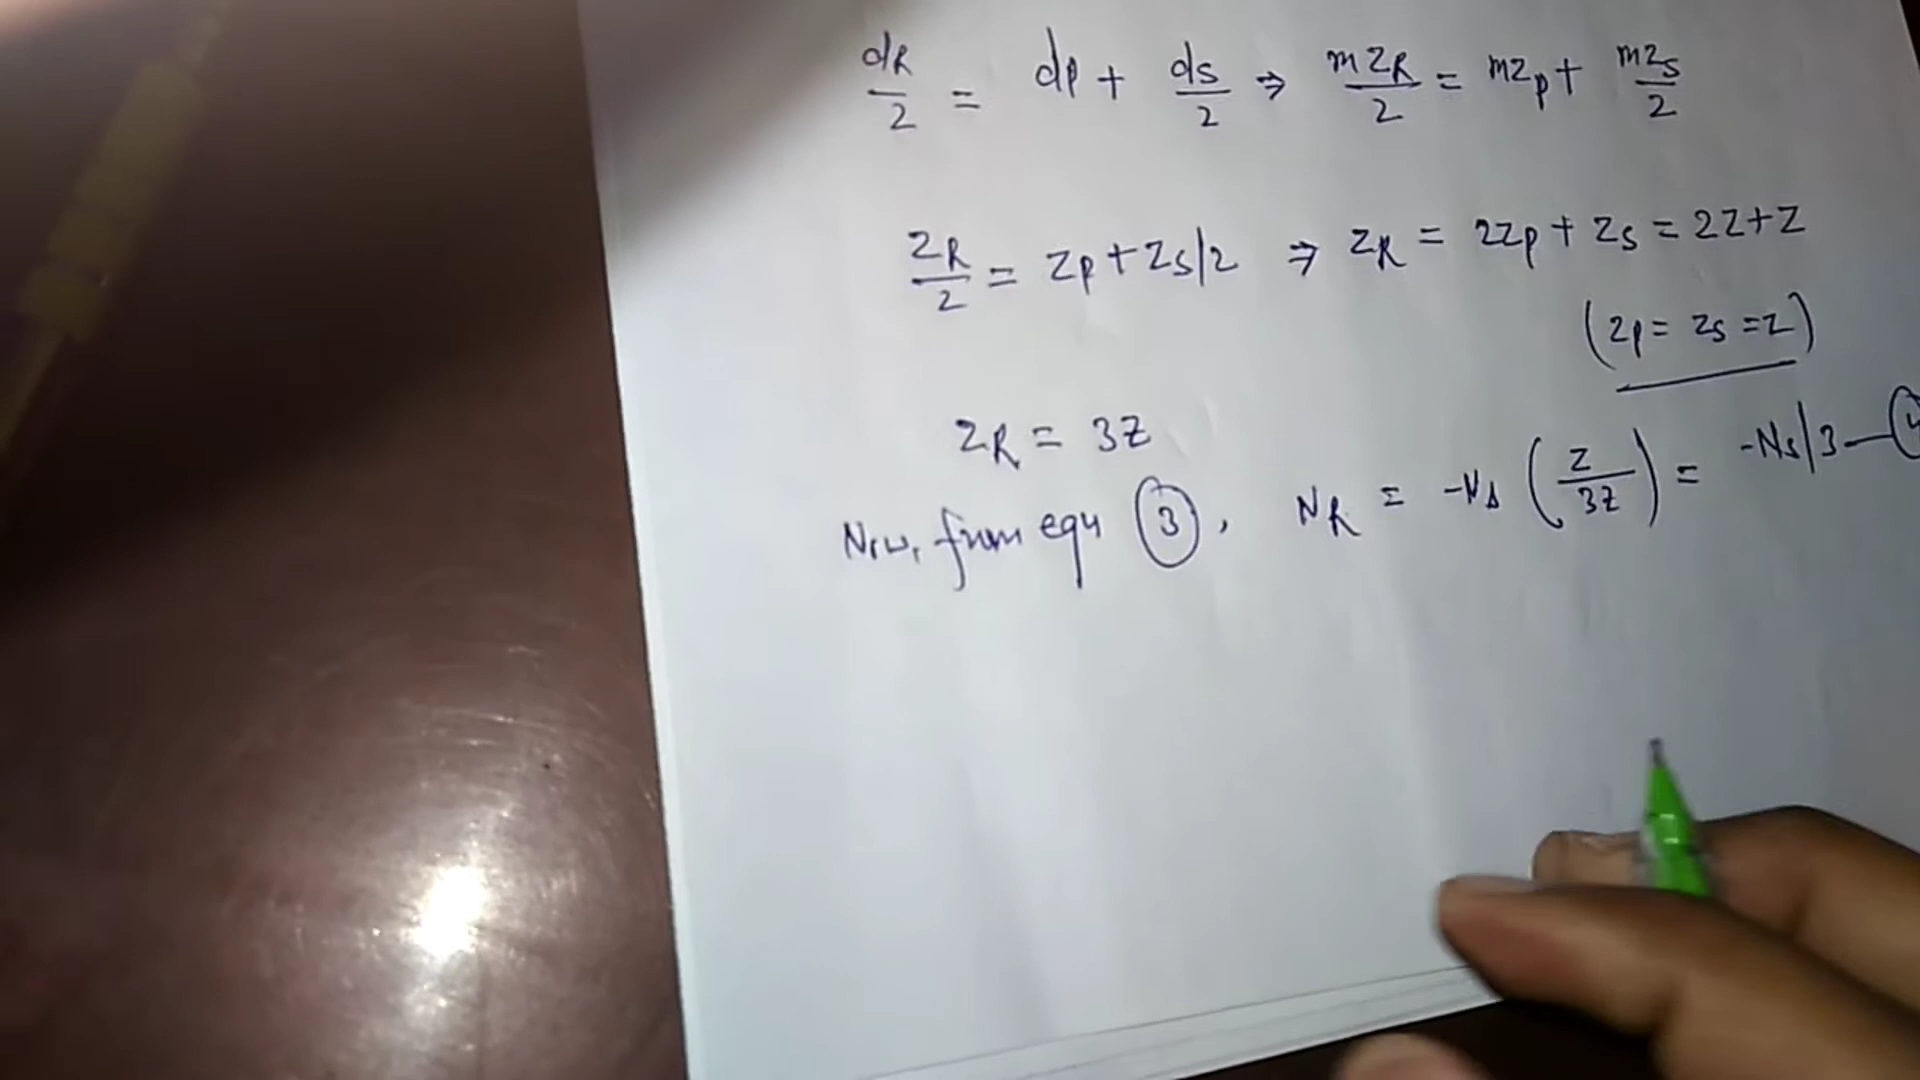 dR/2 = dp + ds/2 ⇒ mZR/2 = mZp + mZs/2
ZR/2 = Zp + Zs/2 ⇒ ZR = 2Zp + Zs = 2Z + Z
(Zp = Zs = Z)
ZR = 3Z
Now, from equ (3), NR = -Ns (Z/3Z) = -Ns/3 —